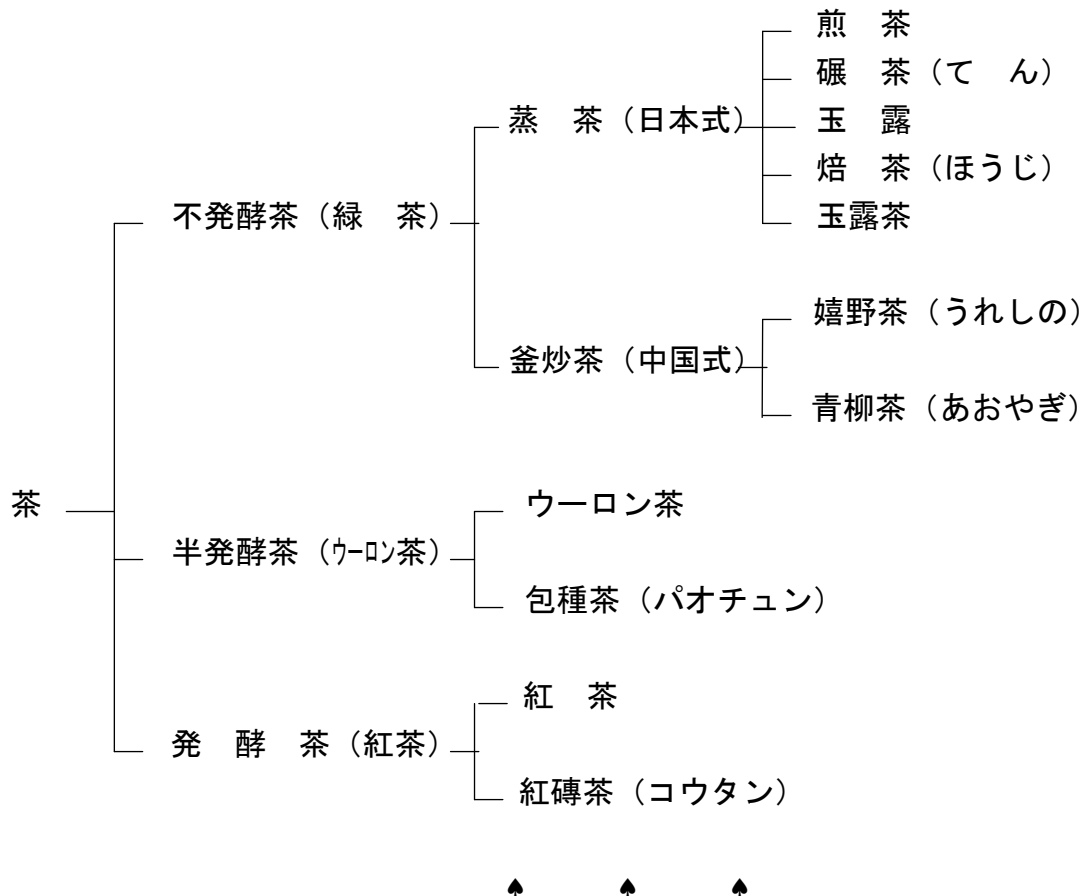 煎　茶
碾　茶（て　ん）
蒸　茶（日本式）
玉　露
焙　茶（ほうじ）
不発酵茶（緑　茶）
玉露茶
嬉野茶（うれしの）
釜炒茶（中国式）
青柳茶（あおやぎ）
茶
ウーロン茶
半発酵茶（ｳｰﾛﾝ茶）
包種茶（パオチュン）
紅　茶
発　酵　茶（紅茶）
紅磚茶（コウタン）
♠　♠　♠